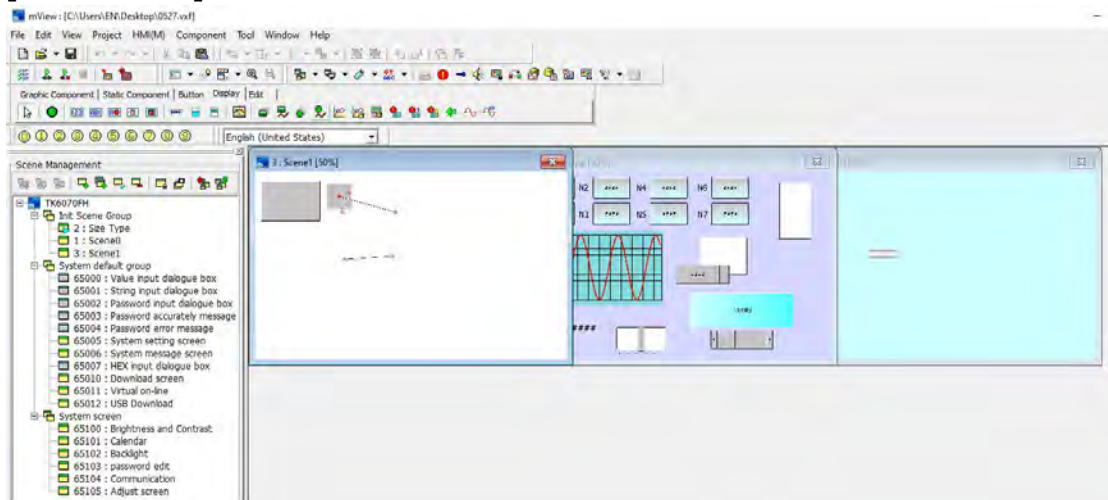 mView : [C:\Users\EN\Desktop\0527.vxf]
File Edit View Project HMI(M) Component Tool Window Help
Graphic Component Static Component Button Display Edit
English (United States)
Scene Management
TK6070FH
Init Scene Group
2 : Size Type
1 : Scene0
3 : Scene1
System default group
65000 : Value input dialogue box
65001 : String input dialogue box
65002 : Password input dialogue box
65003 : Password accurately message
65004 : Password error message
65005 : System setting screen
65006 : System message screen
65007 : HEX input dialogue box
65010 : Download screen
65011 : Virtual on-line
65012 : USB Download
System screen
65100 : Brightness and Contrast
65101 : Calendar
65102 : Backlight
65103 : password edit
65104 : Communication
65105 : Adjust screen
3 : Scene1 [50%]
N2 #### N4 #### N6 ####
N1 #### N5 #### N7 ####
####